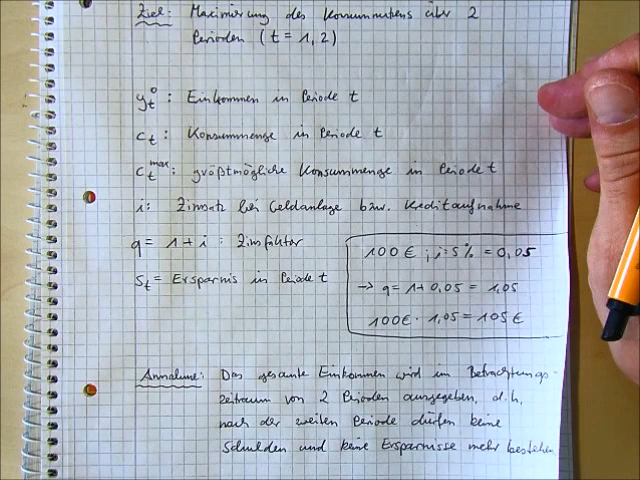 Ziel: Maximierung des Konsumnutens über 2
Perioden (t = 1, 2)
y_t^0: Einkommen in Periode t
c_t: Konsummenge in Periode t
c_t^max: größtmögliche Konsummenge in Periode t
i: Zinssatz bei Geldanlage bzw. Kreditaufnahme
q = 1 + i : Zinsfaktor
100 € ; i = 5% = 0,05
S_t = Ersparnis in Periode t
→ q = 1 + 0,05 = 1,05
100€ · 1,05 = 105 €
Annahme: Das gesamte Einkommen wird im Betrachtungs-
zeitraum von 2 Perioden ausgegeben, d.h.
nach der zweiten Periode dürfen keine
Schulden und keine Ersparnisse mehr bestehen